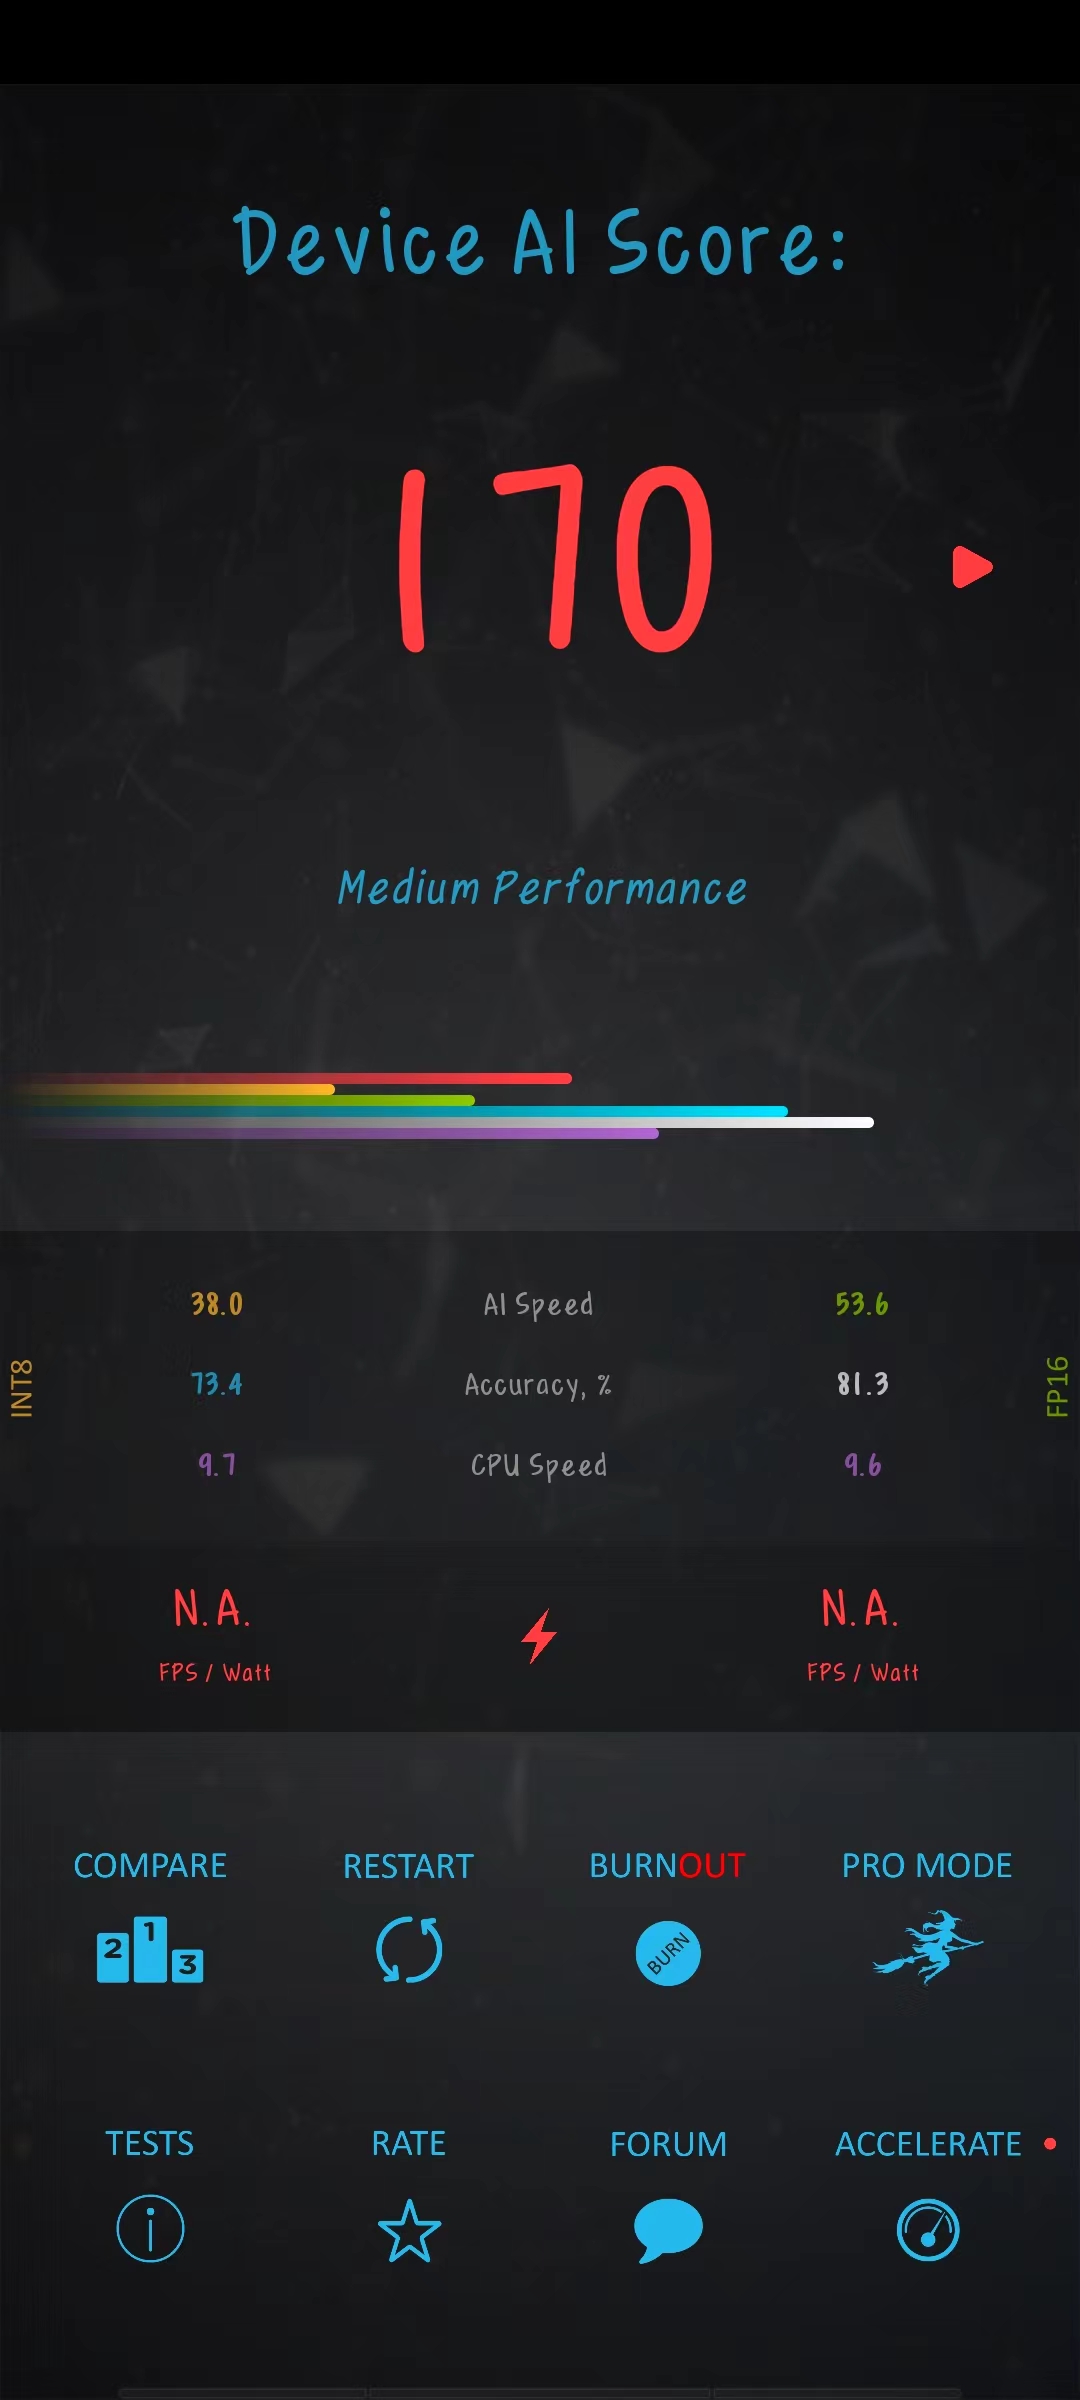 Device AI Score:
170
Medium Performance
38.0 AI Speed 53.6
INT8 73.4 Accuracy, % 81.3 FP16
9.7 CPU Speed 9.6
N.A. N.A.
FPS / Watt FPS / Watt
COMPARE RESTART BURNOUT PRO MODE
2 1 3 BURN
TESTS RATE FORUM ACCELERATE